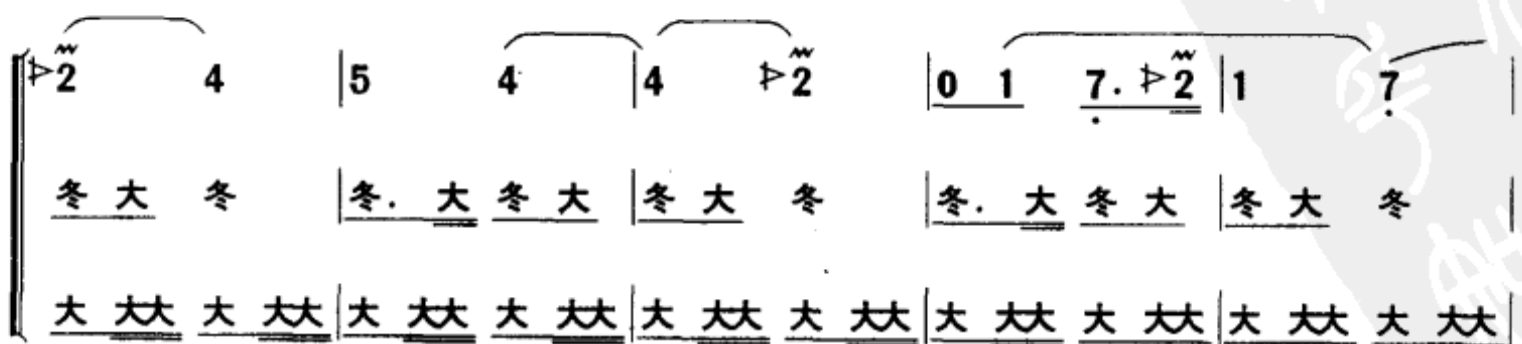 2 4 | 5 4 | 4 2 | 0 1 7. 2 | 1 7 |
冬 大 冬 | 冬. 大 冬 大 | 冬 大 冬 | 冬. 大 冬 大 | 冬 大 冬
大 大大 大 大大 | 大 大大 大 大大 | 大 大大 大 大大 | 大 大大 大 大大 | 大 大大 大 大大